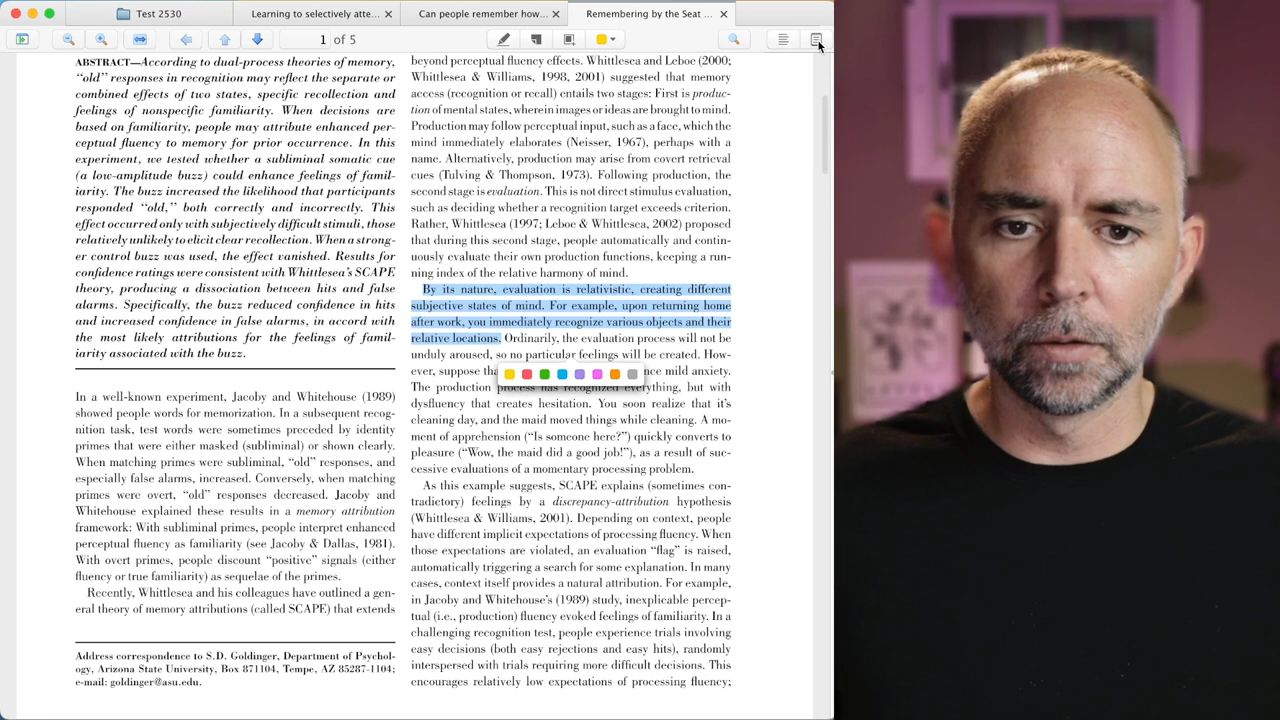 Test 2530
Learning to selectively atte...
Can people remember how...
Remembering by the Seat ...
1 of 5
ABSTRACT—According to dual-process theories of memory,
“old” responses in recognition may reflect the separate or
combined effects of two states, specific recollection and
feelings of nonspecific familiarity. When decisions are
based on familiarity, people may attribute enhanced per-
ceptual fluency to memory for prior occurrence. In this
experiment, we tested whether a subliminal somatic cue
(a low-amplitude buzz) could enhance feelings of famil-
iarity. The buzz increased the likelihood that participants
responded “old,” both correctly and incorrectly. This
effect occurred only with subjectively difficult stimuli, those
relatively unlikely to elicit clear recollection. When a strong-
er control buzz was used, the effect vanished. Results for
confidence ratings were consistent with Whittlesea’s SCAPE
theory, producing a dissociation between hits and false
alarms. Specifically, the buzz reduced confidence in hits
and increased confidence in false alarms, in accord with
the most likely attributions for the feelings of famil-
iarity associated with the buzz.
In a well-known experiment, Jacoby and Whitehouse (1989)
showed people words for memorization. In a subsequent recog-
nition task, test words were sometimes preceded by identity
primes that were either masked (subliminal) or shown clearly.
When matching primes were subliminal, “old” responses, and
especially false alarms, increased. Conversely, when matching
primes were overt, “old” responses decreased. Jacoby and
Whitehouse explained these results in a memory attribution
framework: With subliminal primes, people interpret enhanced
perceptual fluency as familiarity (see Jacoby & Dallas, 1981).
With overt primes, people discount “positive” signals (either
fluency or true familiarity) as sequelae of the primes.
Recently, Whittlesea and his colleagues have outlined a gen-
eral theory of memory attributions (called SCAPE) that extends
Address correspondence to S.D. Goldinger, Department of Psychol-
ogy, Arizona State University, Box 871104, Tempe, AZ 85287-1104;
e-mail: goldinger@asu.edu.
beyond perceptual fluency effects. Whittlesea and Leboe (2000;
Whittlesea & Williams, 1998, 2001) suggested that memory
access (recognition or recall) entails two stages: First is produc-
tion of mental states, wherein images or ideas are brought to mind.
Production may follow perceptual input, such as a face, which the
mind immediately elaborates (Neisser, 1967), perhaps with a
name. Alternatively, production may arise from covert retrieval
cues (Tulving & Thompson, 1973). Following production, the
second stage is evaluation. This is not direct stimulus evaluation,
such as deciding whether a recognition target exceeds criterion.
Rather, Whittlesea (1997; Leboe & Whittlesea, 2002) proposed
that during this second stage, people automatically and contin-
uously evaluate their own production functions, keeping a run-
ning index of the relative harmony of mind.
By its nature, evaluation is relativistic, creating different
subjective states of mind. For example, upon returning home
after work, you immediately recognize various objects and their
relative locations. Ordinarily, the evaluation process will not be
unduly aroused, so no particular feelings will be created. How-
ever, suppose nce mild anxiety.
The production process has recognized everything, but with
dysfluency that creates hesitation. You soon realize that it’s
cleaning day, and the maid moved things while cleaning. A mo-
ment of apprehension (“Is someone here?”) quickly converts to
pleasure (“Wow, the maid did a good job!”), as a result of suc-
cessive evaluations of a momentary processing problem.
As this example suggests, SCAPE explains (sometimes con-
tradictory) feelings by a discrepancy-attribution hypothesis
(Whittlesea & Williams, 2001). Depending on context, people
have different implicit expectations of processing fluency. When
those expectations are violated, an evaluation “flag” is raised,
automatically triggering a search for some explanation. In many
cases, context itself provides a natural attribution. For example,
in Jacoby and Whitehouse’s (1989) study, inexplicable percep-
tual (i.e., production) fluency evoked feelings of familiarity. In a
challenging recognition test, people experience trials involving
easy decisions (both easy rejections and easy hits), randomly
interspersed with trials requiring more difficult decisions. This
encourages relatively low expectations of processing fluency;